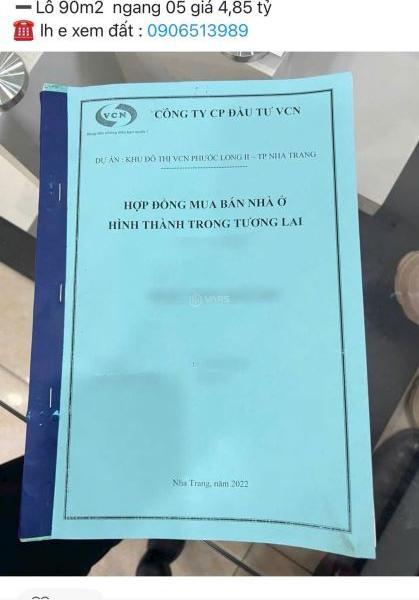 ➖ Lô 90m2 ngang 05 giá 4,85 tỷ
☎️ lh e xem đất : 0906513989
VCN
CÔNG TY CP ĐẦU TƯ VCN
DỰ ÁN : KHU ĐÔ THỊ VCN PHƯỚC LONG II – TP NHA TRANG
HỢP ĐỒNG MUA BÁN NHÀ Ở
HÌNH THÀNH TRONG TƯƠNG LAI
VARS
Nha Trang, năm 2022